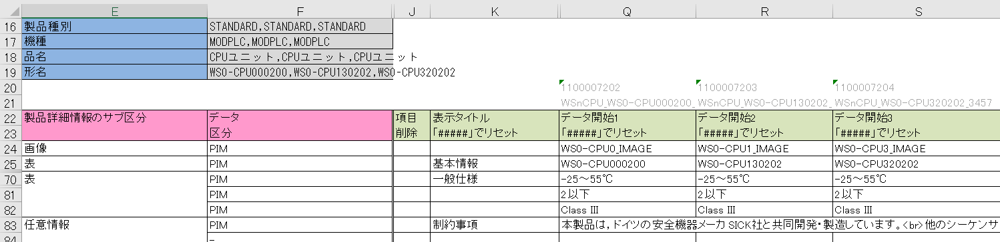 E F J K Q R S
16 製品種別 STANDARD,STANDARD,STANDARD
17 機種 MODPLC,MODPLC,MODPLC
18 品名 CPUユニット,CPUユニット,CPUユニット
19 形名 WS0-CPU000200,WS0-CPU130202,WS0-CPU320202
20 1100007202 1100007203 1100007204
21 WSnCPU_WS0-CPU000200_ WSnCPU_WS0-CPU130202_ WSnCPU_WS0-CPU320202_3457
22 製品詳細情報のサブ区分 データ 項目 表示タイトル データ開始1 データ開始2 データ開始3
23 区分 削除 「#####」でリセット 「#####」でリセット 「#####」でリセット 「#####」でリセット
24 画像 PIM WS0-CPU0_IMAGE WS0-CPU1_IMAGE WS0-CPU3_IMAGE
25 表 PIM 基本情報 WS0-CPU000200 WS0-CPU130202 WS0-CPU320202
70 表 PIM 一般仕様 -25～55℃ -25～55℃ -25～55℃
81 PIM 2以下 2以下 2以下
82 PIM Class Ⅲ Class Ⅲ Class Ⅲ
83 任意情報 PIM 制約事項 本製品は，ドイツの安全機器メーカ SICK社と共同開発・製造しています。<br>他のシーケンサ
84 -